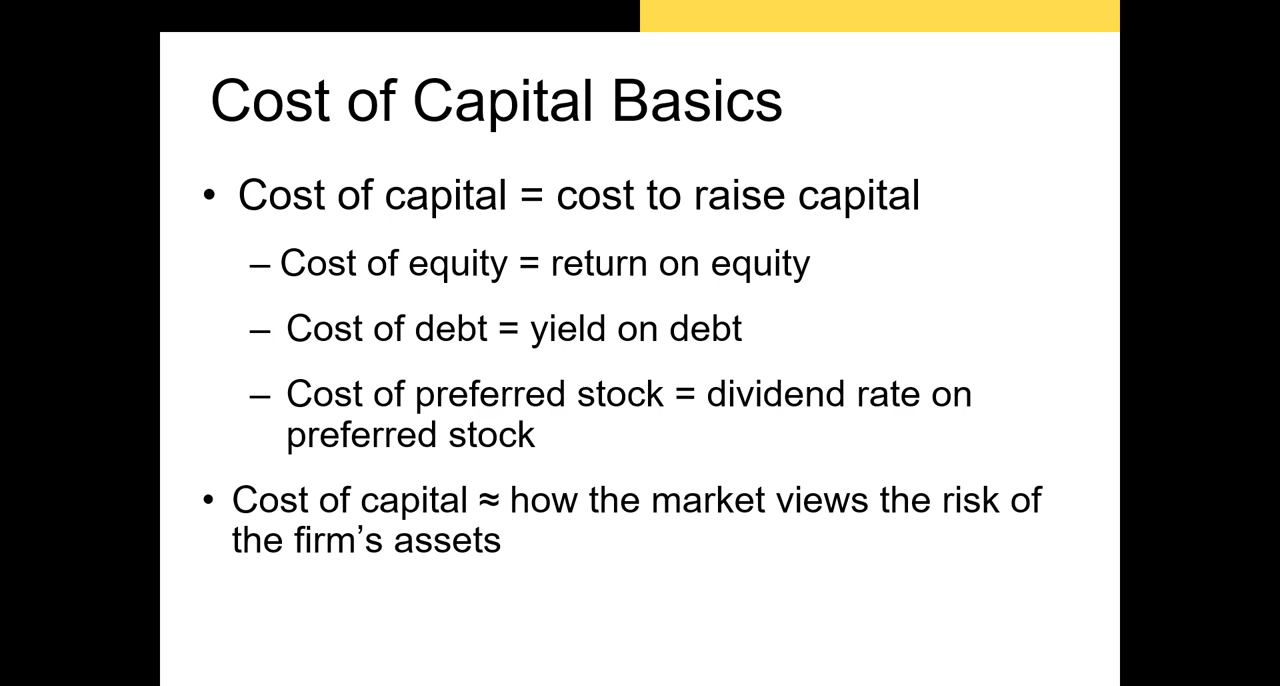 Cost of Capital Basics
• Cost of capital = cost to raise capital
– Cost of equity = return on equity
– Cost of debt = yield on debt
– Cost of preferred stock = dividend rate on
preferred stock
• Cost of capital ≈ how the market views the risk of
the firm’s assets